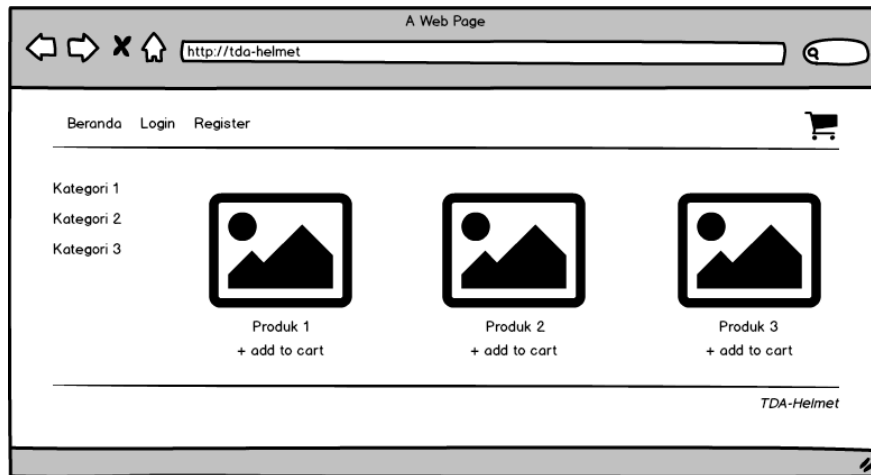 A Web Page
http://tda-helmet
Beranda Login Register
Kategori 1
Kategori 2
Kategori 3
Produk 1 Produk 2 Produk 3
+ add to cart + add to cart + add to cart
TDA-Helmet